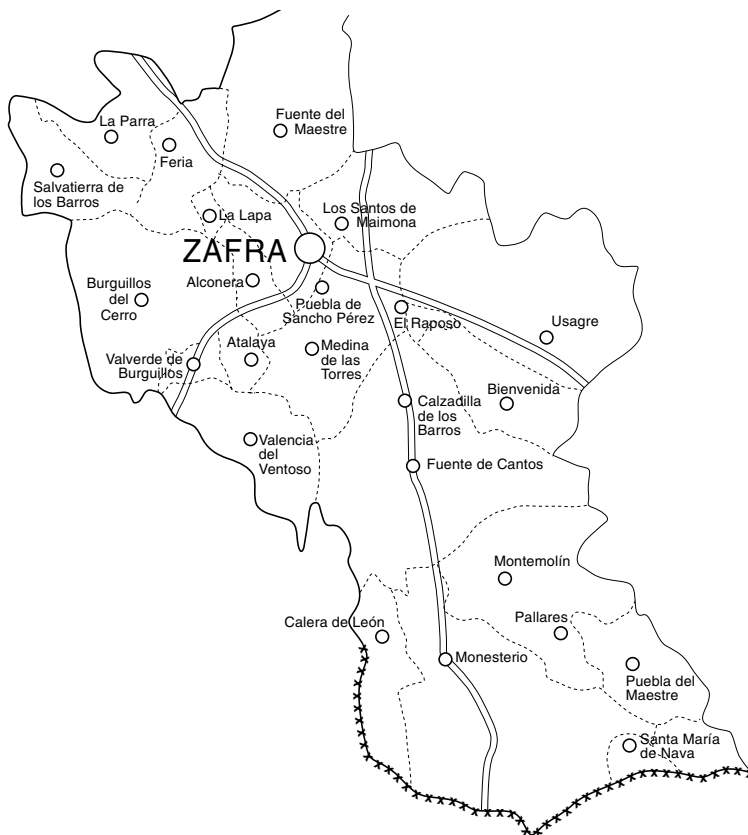 La Parra
Fuente del
Maestre
Feria
Salvatierra de
los Barros
La Lapa
Los Santos de
Maimona
ZAFRA
Burguillos
del
Cerro
Alconera
Puebla de
Sancho Pérez
El Raposo
Usagre
Valverde de
Burguillos
Atalaya
Medina
de las
Torres
Bienvenida
Calzadilla
de los
Barros
Valencia
del
Ventoso
Fuente de Cantos
Montemolín
Calera de León
Pallares
Monesterio
Puebla del
Maestre
Santa María
de Nava